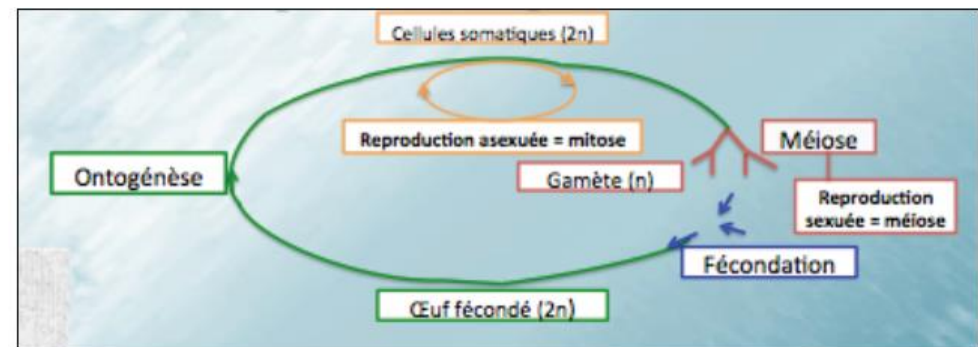 Cellules somatiques (2n)
Reproduction asexuée = mitose
Ontogénèse
Méiose
Gamète (n)
Reproduction
sexuée = méiose
Fécondation
Œuf fécondé (2n)